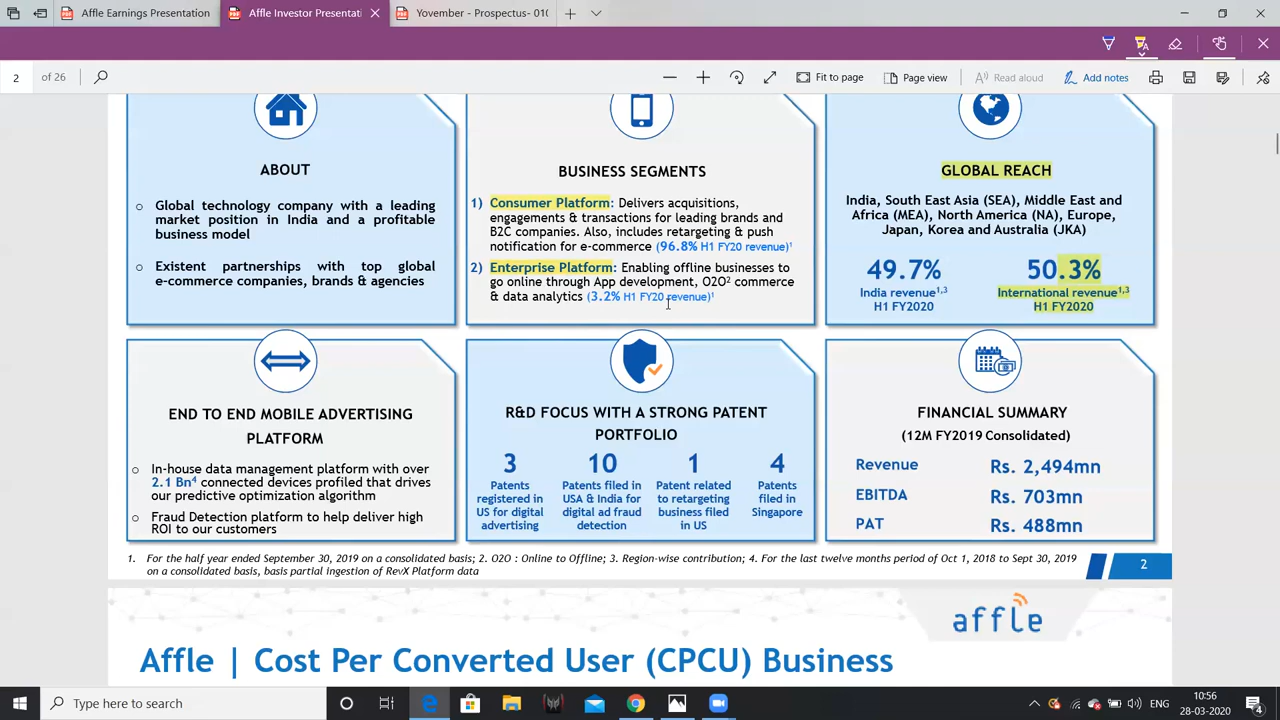 Affle Earnings Presentation
Affle Investor Presentati
Yovember - Prospectus- 010
2
of 26
Fit to page
Page view
Read aloud
Add notes
ABOUT
Global technology company with a leading
market position in India and a profitable
business model
Existent partnerships with top global
e-commerce companies, brands & agencies
BUSINESS SEGMENTS
1) Consumer Platform: Delivers acquisitions,
engagements & transactions for leading brands and
B2C companies. Also, includes retargeting & push
notification for e-commerce (96.8% H1 FY20 revenue)¹
2) Enterprise Platform: Enabling offline businesses to
go online through App development, O2O² commerce
& data analytics (3.2% H1 FY20 revenue)¹
GLOBAL REACH
India, South East Asia (SEA), Middle East and
Africa (MEA), North America (NA), Europe,
Japan, Korea and Australia (JKA)
49.7%
India revenue¹,³
H1 FY2020
50.3%
International revenue¹,³
H1 FY2020
END TO END MOBILE ADVERTISING
PLATFORM
In-house data management platform with over
2.1 Bn⁴ connected devices profiled that drives
our predictive optimization algorithm
Fraud Detection platform to help deliver high
ROI to our customers
R&D FOCUS WITH A STRONG PATENT
PORTFOLIO
3
Patents
registered in
US for digital
advertising
10
Patents filed in
USA & India for
digital ad fraud
detection
1
Patent related
to retargeting
business filed
in US
4
Patents
filed in
Singapore
FINANCIAL SUMMARY
(12M FY2019 Consolidated)
Revenue Rs. 2,494mn
EBITDA Rs. 703mn
PAT Rs. 488mn
1. For the half year ended September 30, 2019 on a consolidated basis; 2. O2O : Online to Offline; 3. Region-wise contribution; 4. For the last twelve months period of Oct 1, 2018 to Sept 30, 2019
on a consolidated basis, basis partial ingestion of RevX Platform data
2
affle
Affle | Cost Per Converted User (CPCU) Business
Type here to search
ENG
10:56
28-03-2020
4